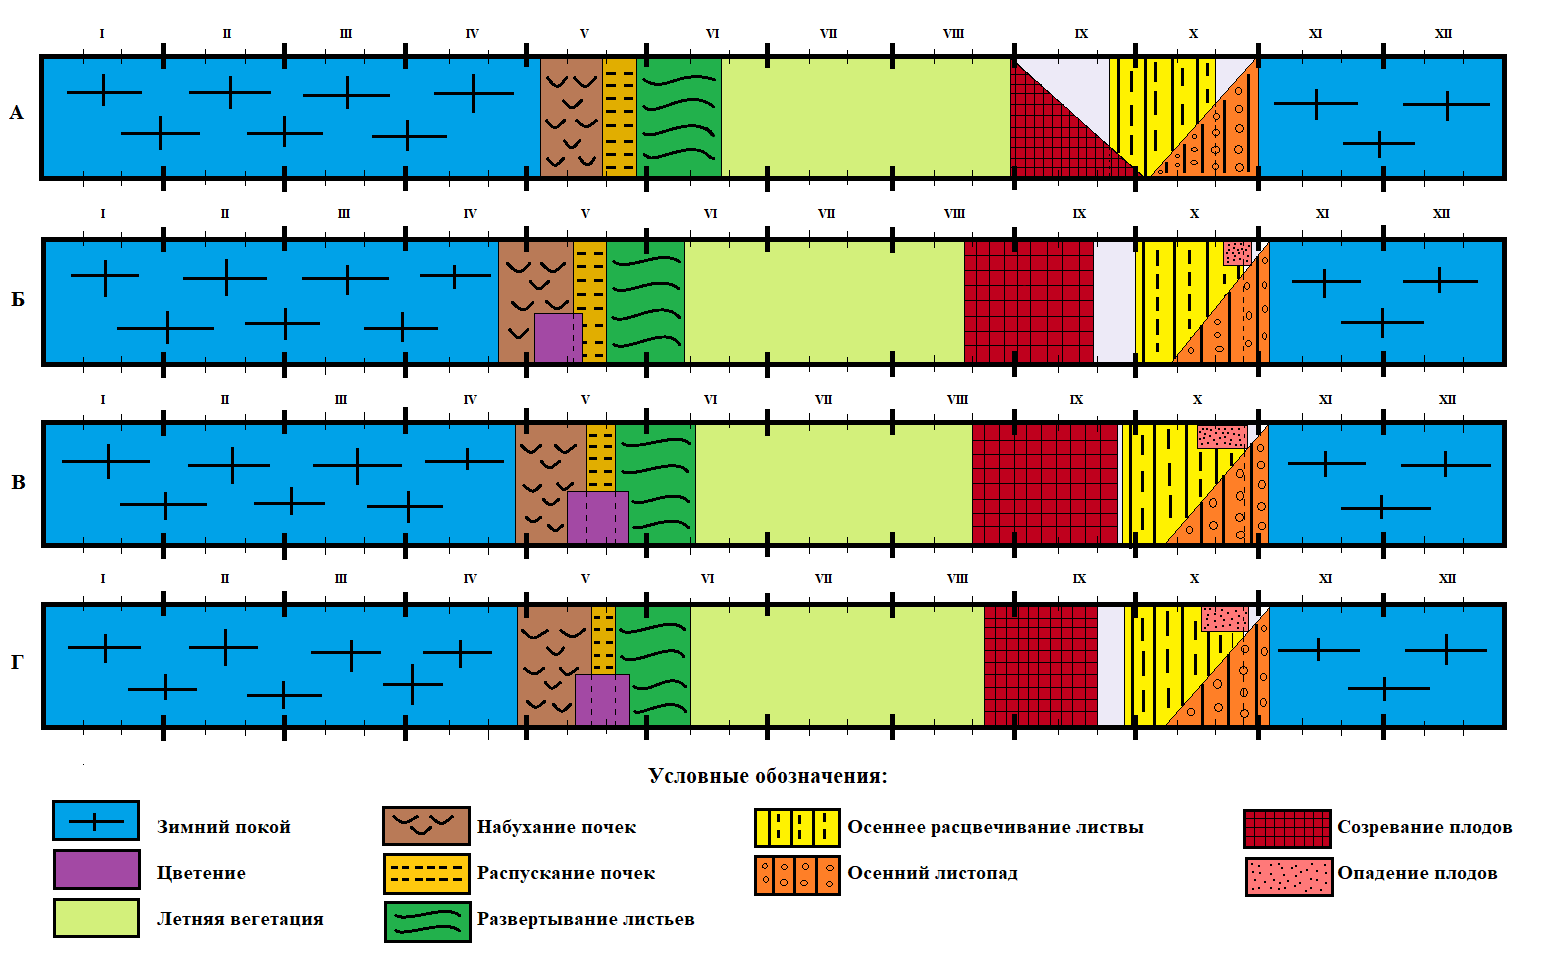 I II III IV V VI VII VIII IX X XI XII
А
I II III IV V VI VII VIII IX X XI XII
Б
I II III IV V VI VII VIII IX X XI XII
В
I II III IV V VI VII VIII IX X XI XII
Г
Условные обозначения:
Зимний покой Набухание почек Осеннее расцвечивание листвы Созревание плодов
Цветение Распускание почек Осенний листопад Опадение плодов
Летняя вегетация Развертывание листьев